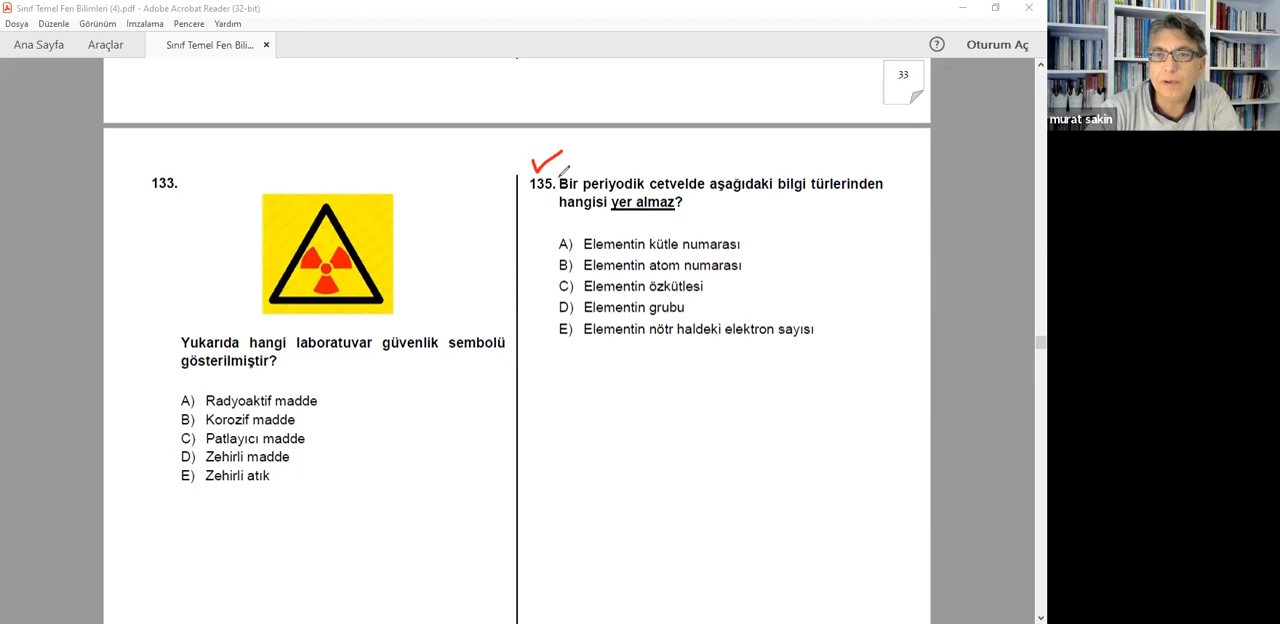 Sınıf Temel Fen Bilimleri (4).pdf - Adobe Acrobat Reader (32-bit)
Dosya Düzenle Görünüm İmzalama Pencere Yardım
Ana Sayfa Araçlar Sınıf Temel Fen Bili... × Oturum Aç
33
murat sakin
133.
Yukarıda hangi laboratuvar güvenlik sembolü
gösterilmiştir?
A) Radyoaktif madde
B) Korozif madde
C) Patlayıcı madde
D) Zehirli madde
E) Zehirli atık
135. Bir periyodik cetvelde aşağıdaki bilgi türlerinden
hangisi yer almaz?
A) Elementin kütle numarası
B) Elementin atom numarası
C) Elementin özkütlesi
D) Elementin grubu
E) Elementin nötr haldeki elektron sayısı